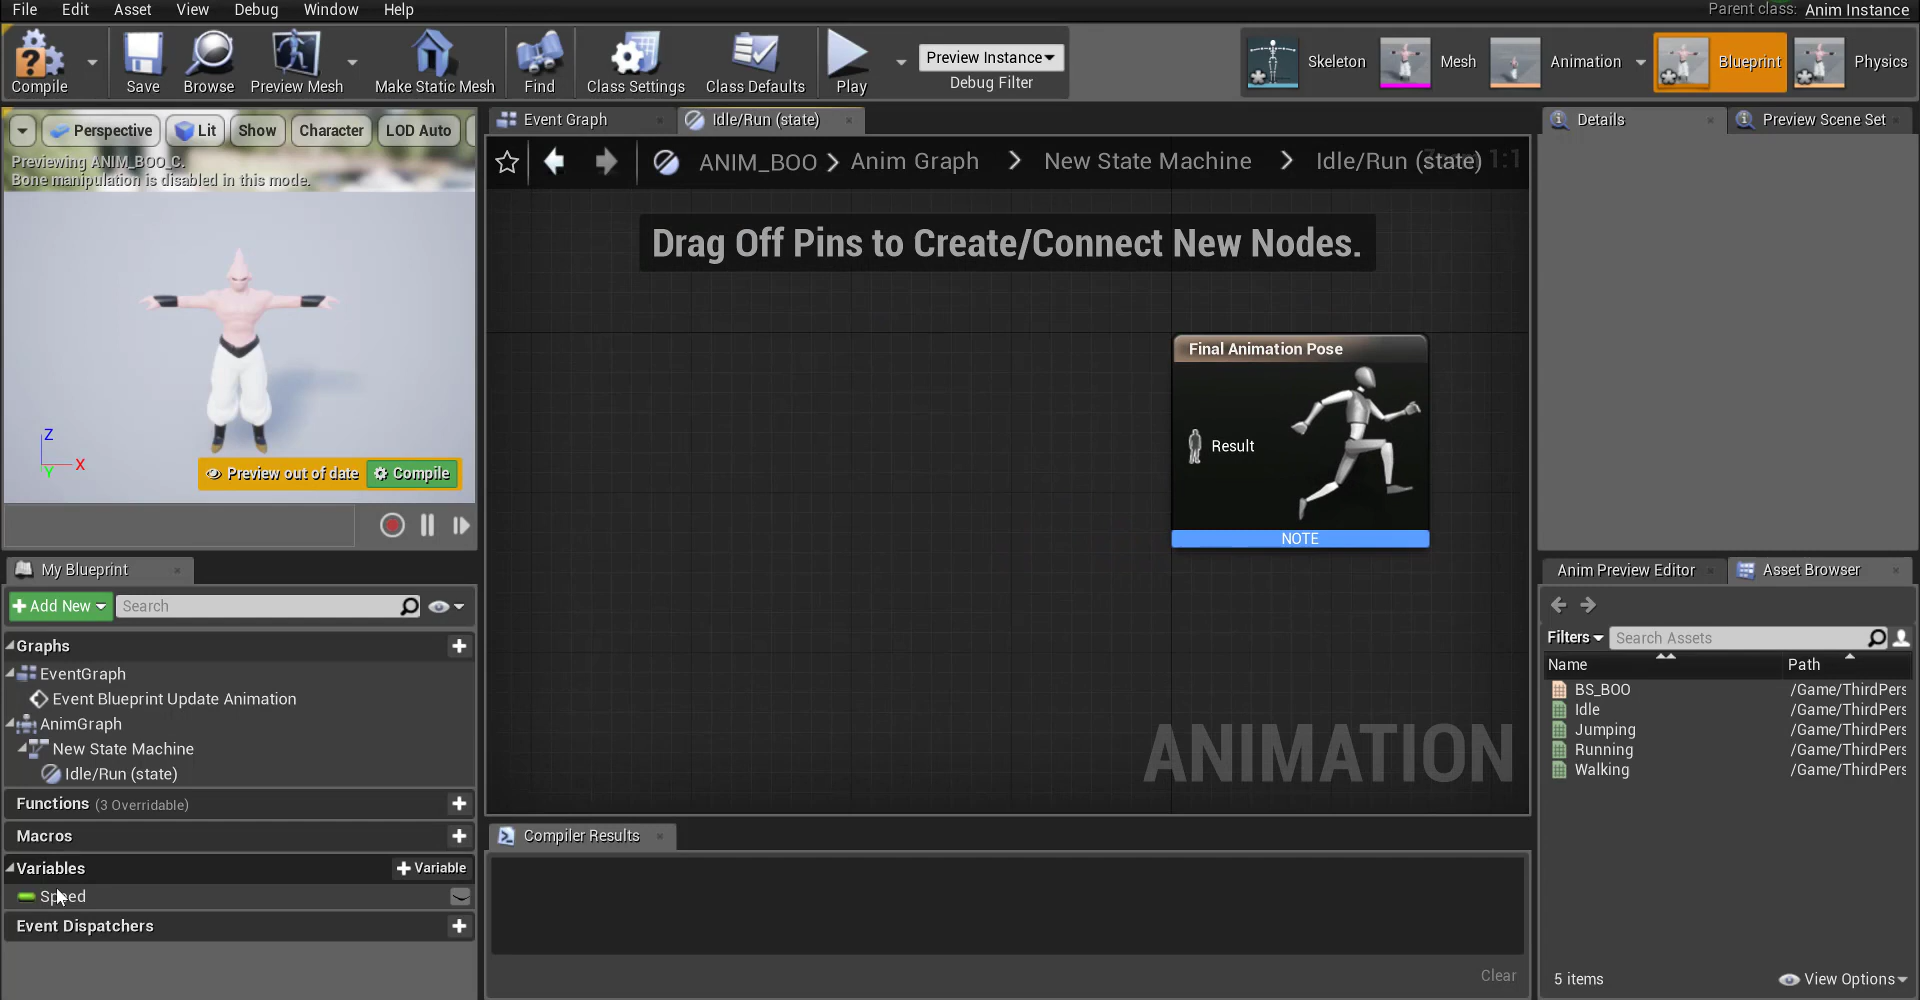 File Edit Asset View Debug Window Help
Parent class: Anim Instance
Compile
Save
Browse
Preview Mesh
Make Static Mesh
Find
Class Settings
Class Defaults
Play
Preview Instance
Debug Filter
Skeleton
Mesh
Animation
Blueprint
Physics
Perspective
Lit
Show
Character
LOD Auto
Previewing ANIM_BOO_C.
Bone manipulation is disabled in this mode.
Z
X
Y
Preview out of date
Compile
Event Graph
Idle/Run (state)
ANIM_BOO > Anim Graph > New State Machine > Idle/Run (state)
Drag Off Pins to Create/Connect New Nodes.
Final Animation Pose
Result
NOTE
ANIMATION
My Blueprint
Add New
Search
Graphs
EventGraph
Event Blueprint Update Animation
AnimGraph
New State Machine
Idle/Run (state)
Functions (3 Overridable)
Macros
Variables
Variable
Speed
Event Dispatchers
Compiler Results
Clear
Details
Preview Scene Set
Anim Preview Editor
Asset Browser
Filters
Search Assets
Name Path
BS_BOO /Game/ThirdPers
Idle /Game/ThirdPers
Jumping /Game/ThirdPers
Running /Game/ThirdPers
Walking /Game/ThirdPers
5 items
View Options